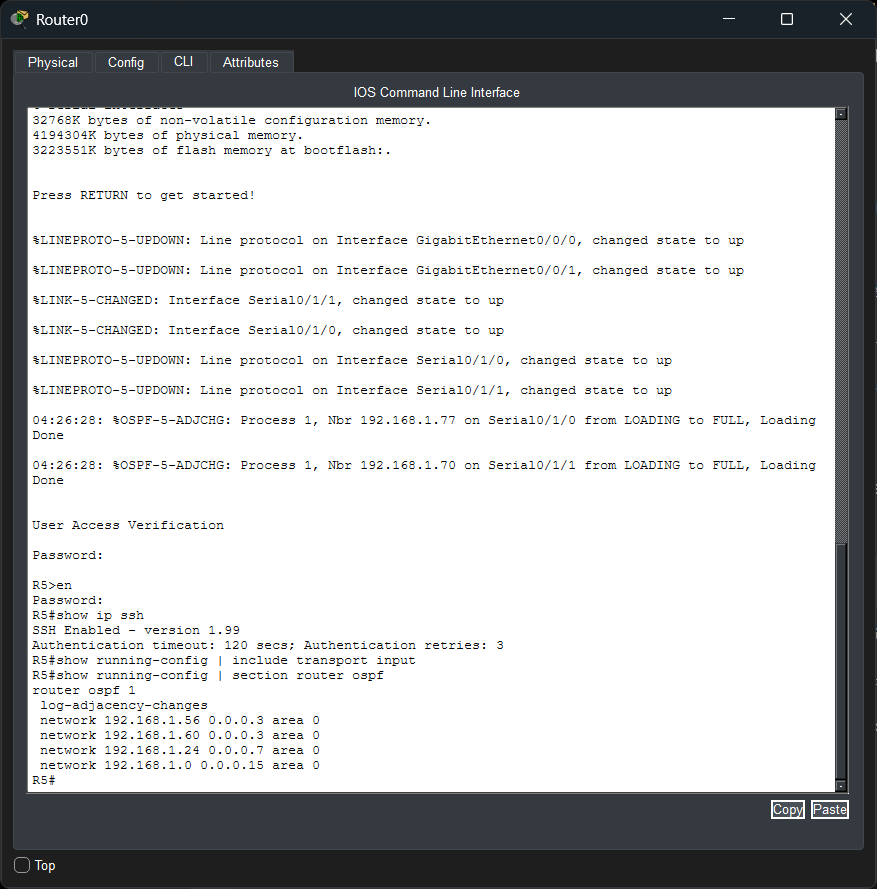 Router0
Physical
Config
CLI
Attributes
IOS Command Line Interface
32768K bytes of non-volatile configuration memory.
4194304K bytes of physical memory.
3223551K bytes of flash memory at bootflash:.
Press RETURN to get started!
%LINEPROTO-5-UPDOWN: Line protocol on Interface GigabitEthernet0/0/0, changed state to up
%LINEPROTO-5-UPDOWN: Line protocol on Interface GigabitEthernet0/0/1, changed state to up
%LINK-5-CHANGED: Interface Serial0/1/1, changed state to up
%LINK-5-CHANGED: Interface Serial0/1/0, changed state to up
%LINEPROTO-5-UPDOWN: Line protocol on Interface Serial0/1/0, changed state to up
%LINEPROTO-5-UPDOWN: Line protocol on Interface Serial0/1/1, changed state to up
04:26:28: %OSPF-5-ADJCHG: Process 1, Nbr 192.168.1.77 on Serial0/1/0 from LOADING to FULL, Loading
Done
04:26:28: %OSPF-5-ADJCHG: Process 1, Nbr 192.168.1.70 on Serial0/1/1 from LOADING to FULL, Loading
Done
User Access Verification
Password:
R5>en
Password:
R5#show ip ssh
SSH Enabled - version 1.99
Authentication timeout: 120 secs; Authentication retries: 3
R5#show running-config | include transport input
R5#show running-config | section router ospf
router ospf 1
log-adjacency-changes
network 192.168.1.56 0.0.0.3 area 0
network 192.168.1.60 0.0.0.3 area 0
network 192.168.1.24 0.0.0.7 area 0
network 192.168.1.0 0.0.0.15 area 0
R5#
Copy
Paste
Top